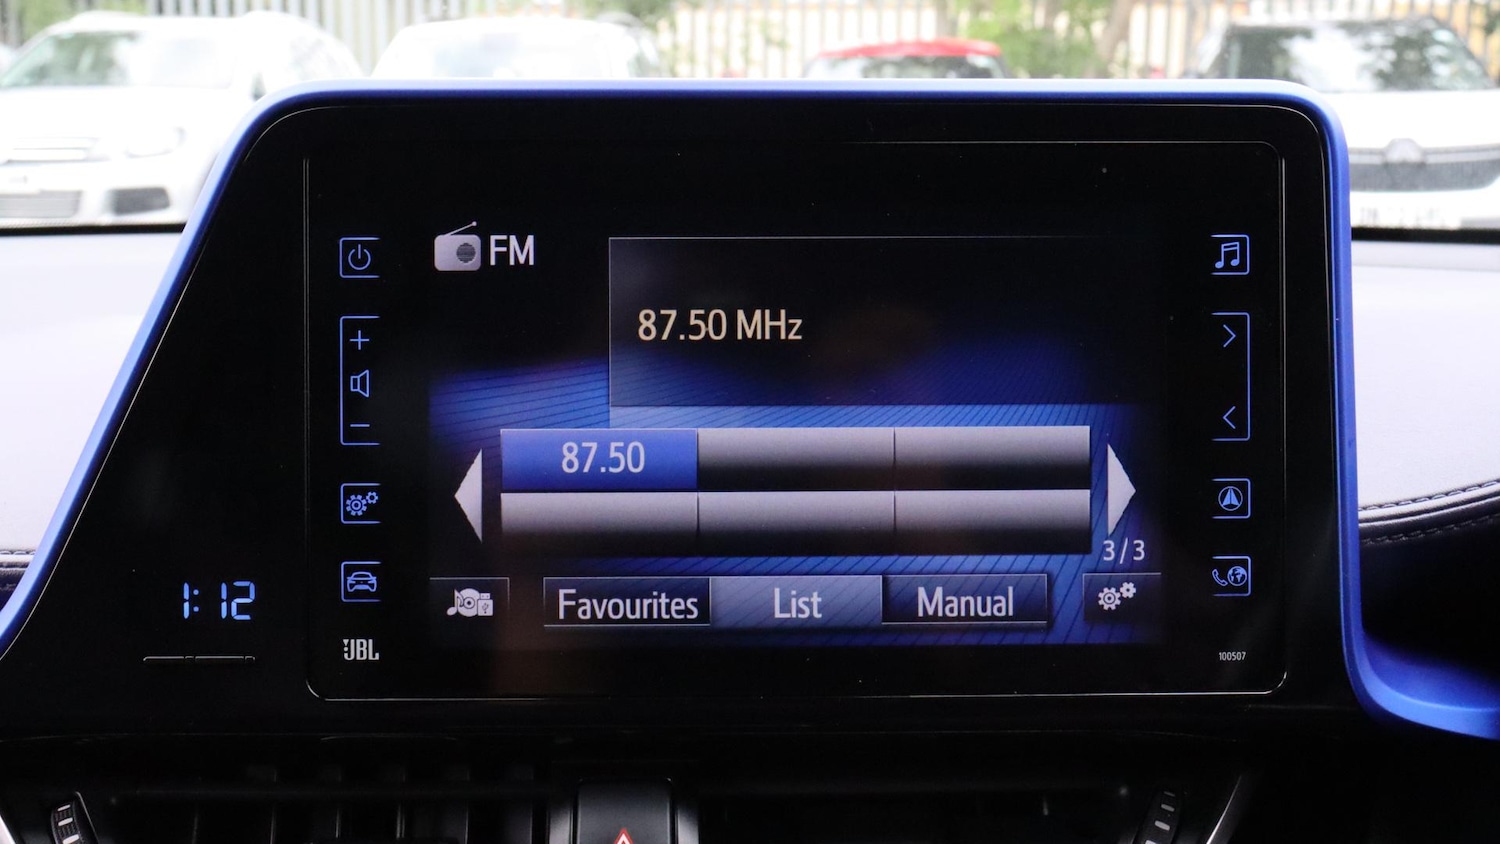 FM
87.50 MHz
87.50
3/3
Favourites List Manual
1:12
JBL
100507